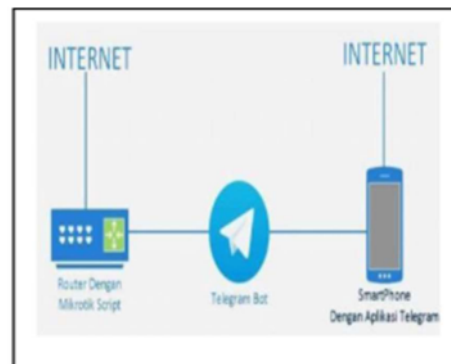 INTERNET
INTERNET
Router Dengan
Mikrotik Script
Telegram Bot
SmartPhone
Dengan Aplikasi Telegram